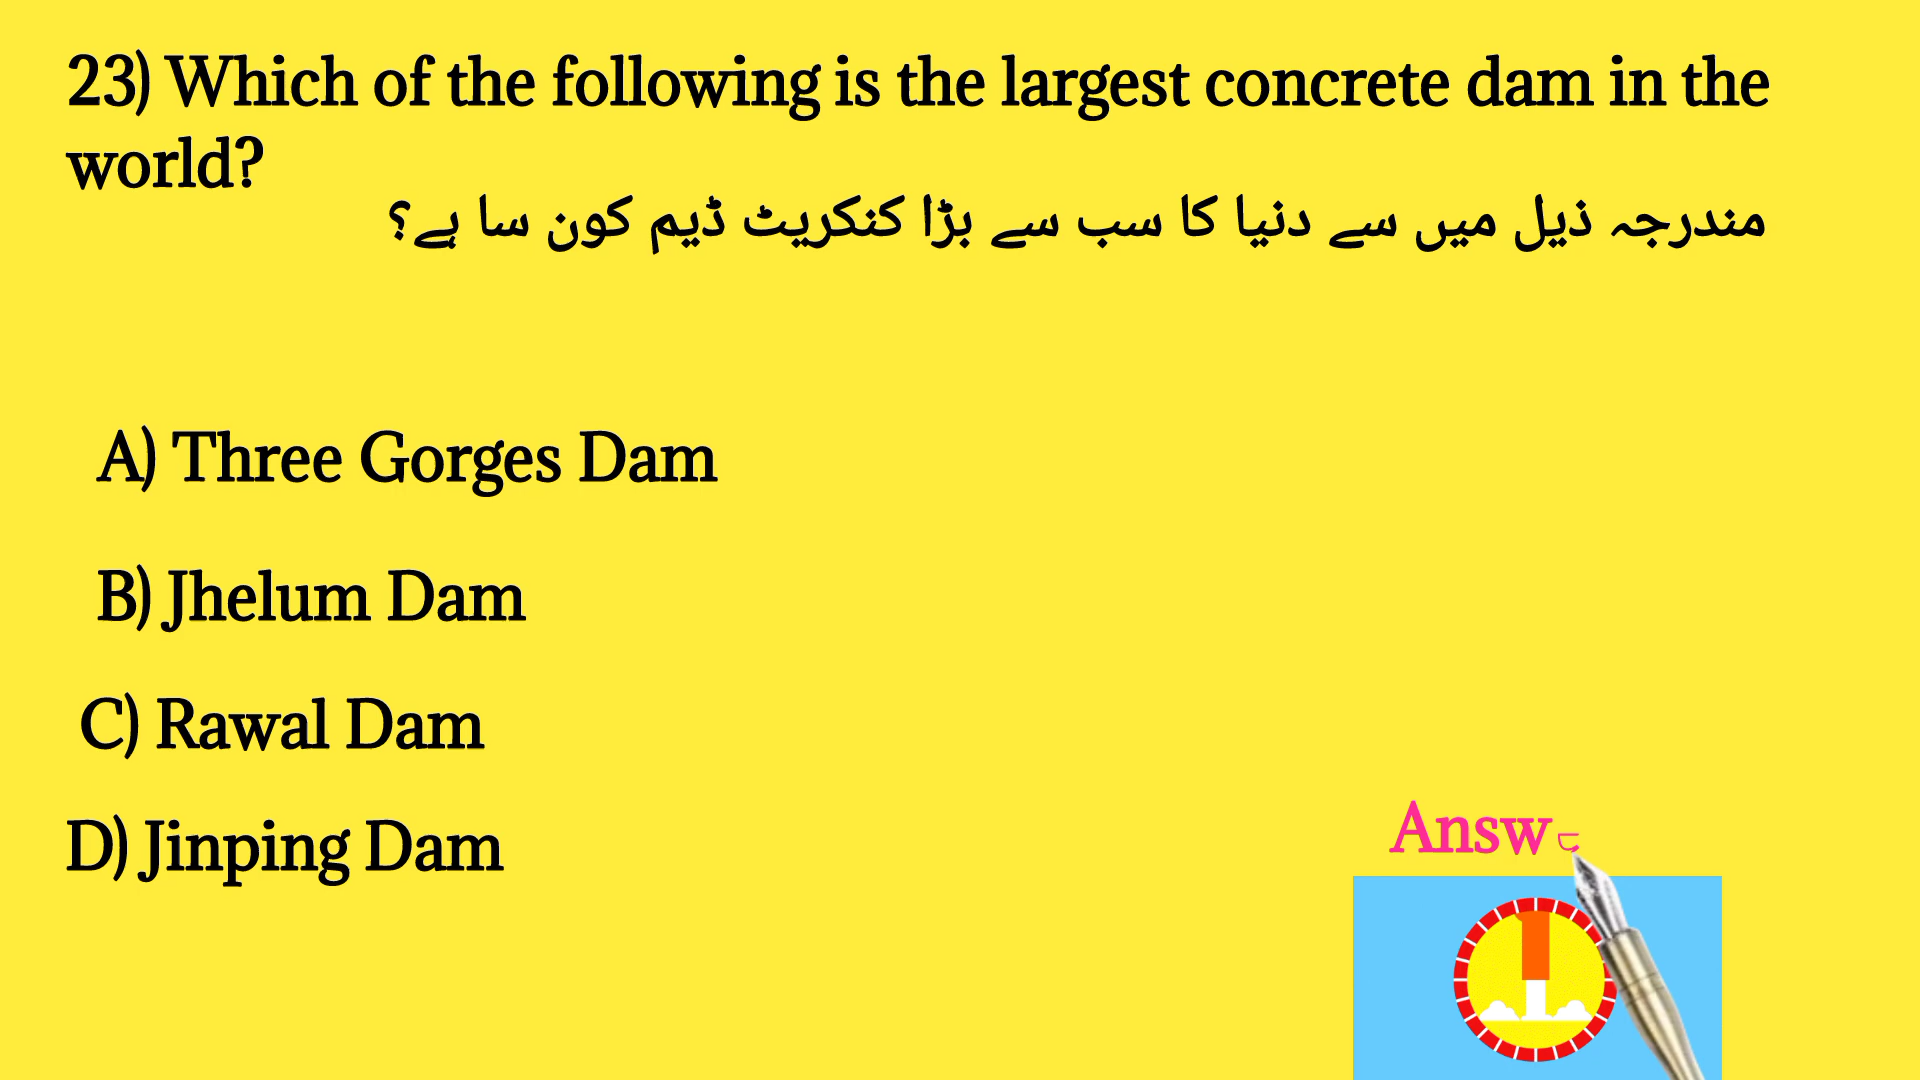 23) Which of the following is the largest concrete dam in the
world?
مندرجہ ذیل میں سے دنیا کا سب سے بڑا کنکریٹ ڈیم کون سا ہے؟
A) Three Gorges Dam
B) Jhelum Dam
C) Rawal Dam
D) Jinping Dam
Answ